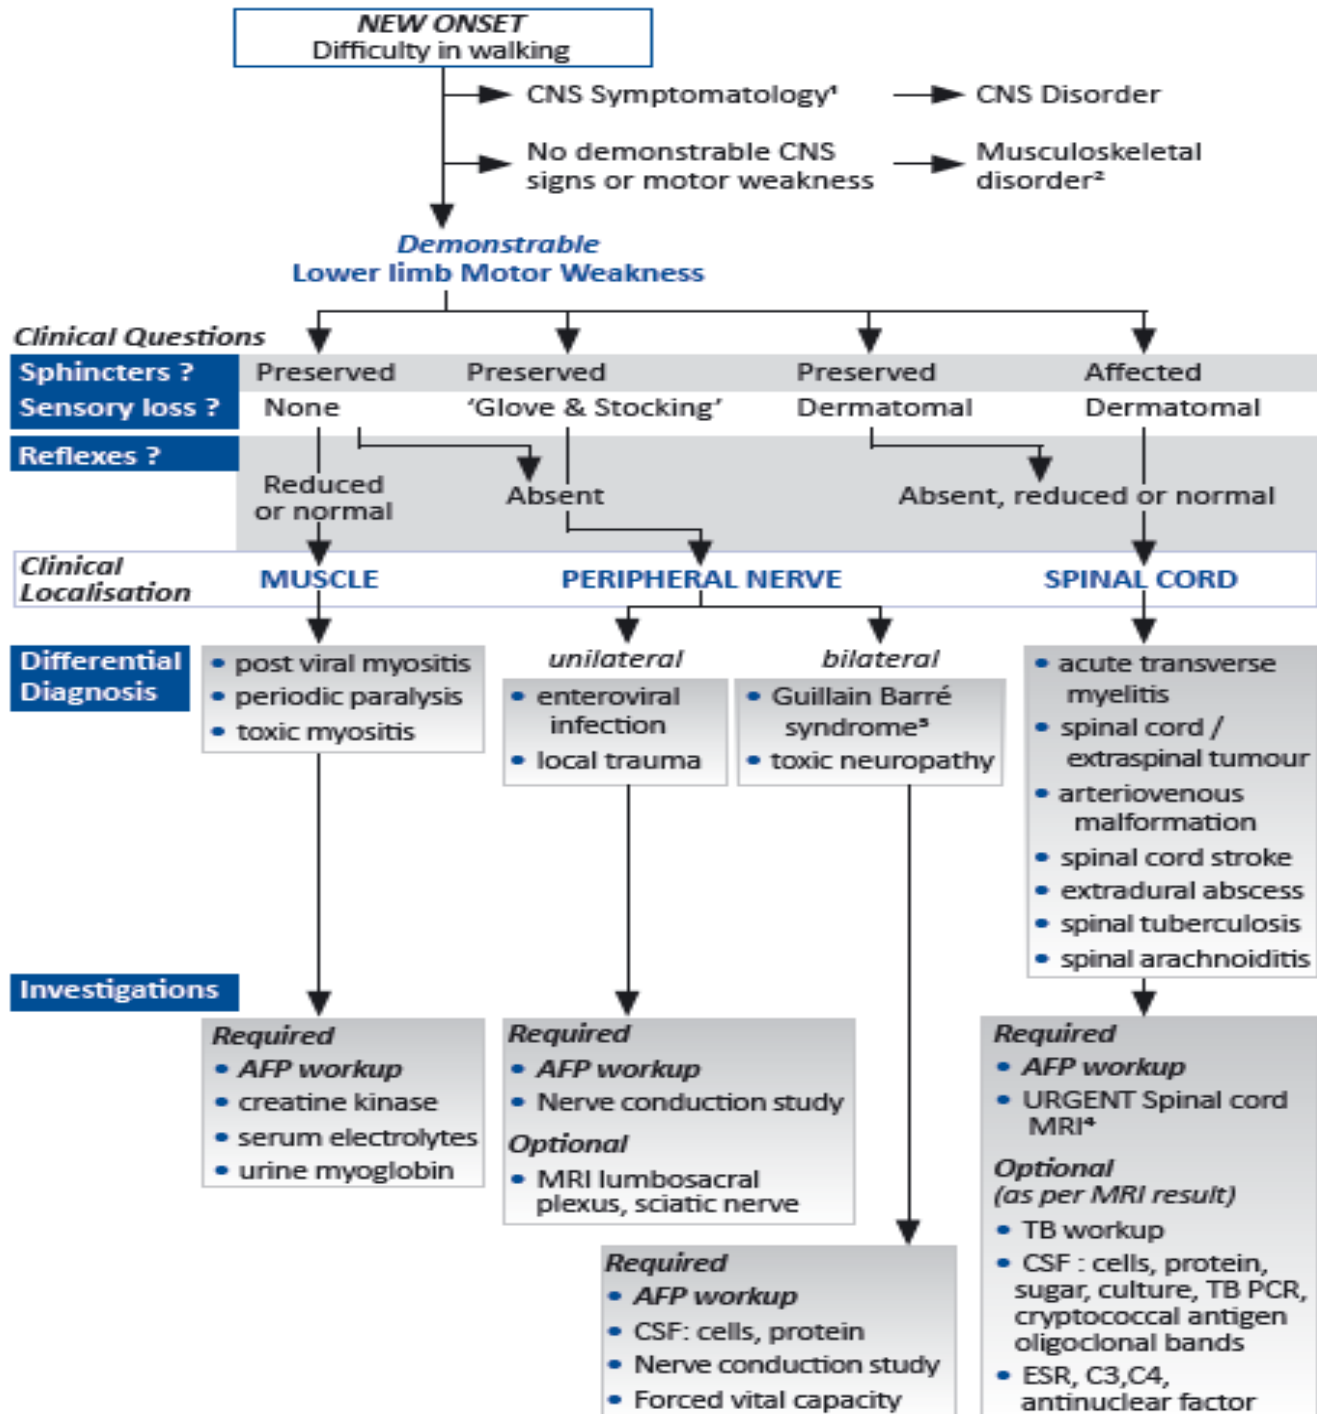 NEW ONSET
Difficulty in walking
CNS Symptomatology¹
CNS Disorder
No demonstrable CNS
signs or motor weakness
Musculoskeletal
disorder²
Demonstrable
Lower limb Motor Weakness
Clinical Questions
Sphincters ? Preserved Preserved Preserved Affected
Sensory loss ? None ‘Glove & Stocking’ Dermatomal Dermatomal
Reflexes ?
Reduced
or normal
Absent
Absent, reduced or normal
Clinical
Localisation
MUSCLE
PERIPHERAL NERVE
SPINAL CORD
Differential
Diagnosis
• post viral myositis
• periodic paralysis
• toxic myositis
unilateral
• enteroviral
infection
• local trauma
bilateral
• Guillain Barré
syndrome³
• toxic neuropathy
• acute transverse
myelitis
• spinal cord /
extraspinal tumour
• arteriovenous
malformation
• spinal cord stroke
• extradural abscess
• spinal tuberculosis
• spinal arachnoiditis
Investigations
Required
• AFP workup
• creatine kinase
• serum electrolytes
• urine myoglobin
Required
• AFP workup
• Nerve conduction study
Optional
• MRI lumbosacral
plexus, sciatic nerve
Required
• AFP workup
• CSF: cells, protein
• Nerve conduction study
• Forced vital capacity
Required
• AFP workup
• URGENT Spinal cord
MRI⁴
Optional
(as per MRI result)
• TB workup
• CSF : cells, protein,
sugar, culture, TB PCR,
cryptococcal antigen
oligoclonal bands
• ESR, C3,C4,
antinuclear factor